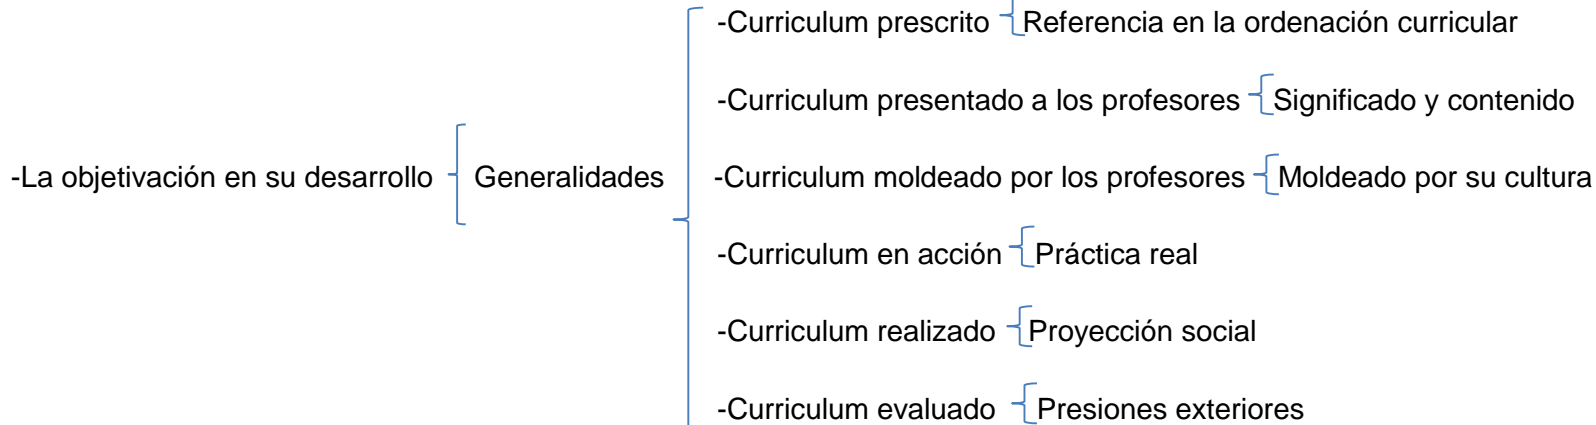 -Curriculum prescrito Referencia en la ordenación curricular
-Curriculum presentado a los profesores Significado y contenido
-La objetivación en su desarrollo Generalidades -Curriculum moldeado por los profesores Moldeado por su cultura
-Curriculum en acción Práctica real
-Curriculum realizado Proyección social
-Curriculum evaluado Presiones exteriores